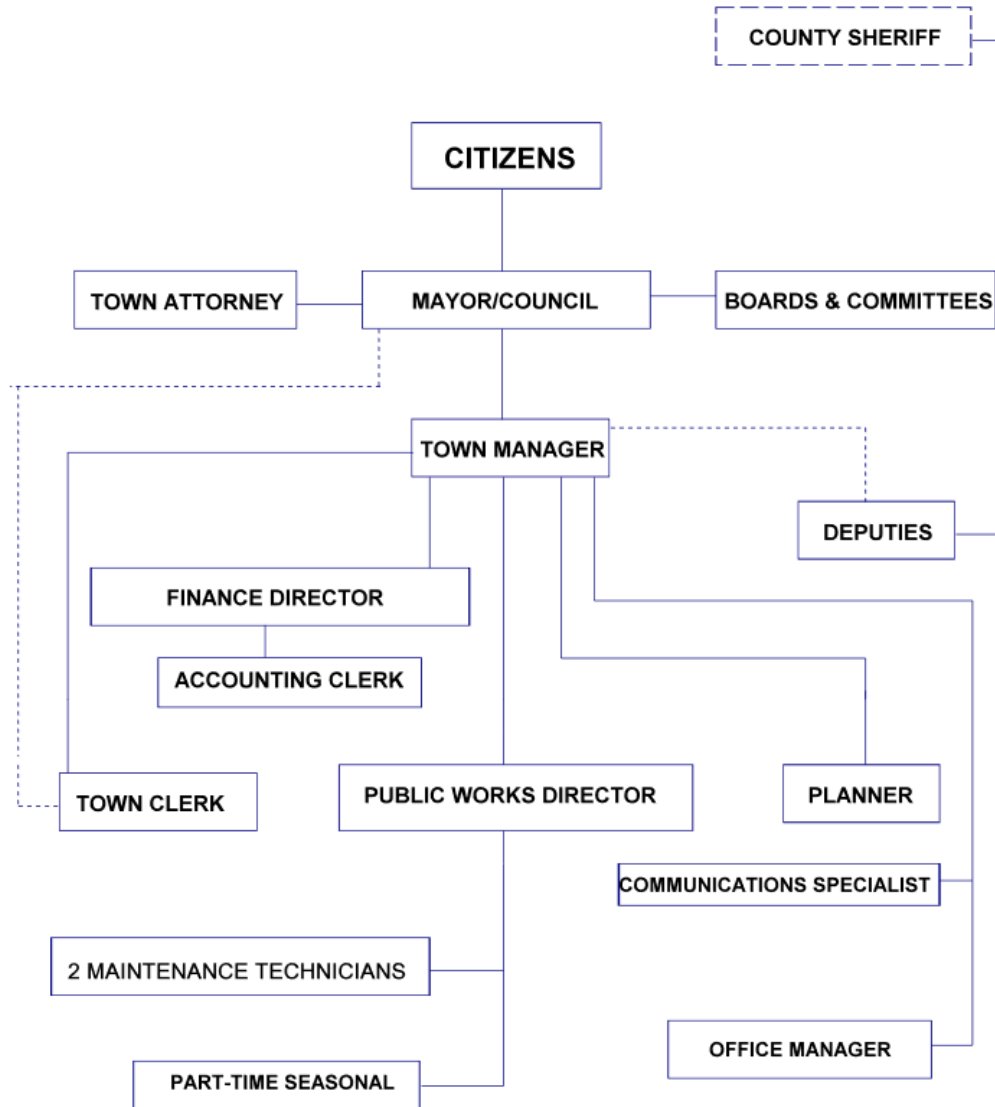 COUNTY SHERIFF
CITIZENS
TOWN ATTORNEY
MAYOR/COUNCIL
BOARDS & COMMITTEES
TOWN MANAGER
DEPUTIES
FINANCE DIRECTOR
ACCOUNTING CLERK
TOWN CLERK
PUBLIC WORKS DIRECTOR
PLANNER
COMMUNICATIONS SPECIALIST
2 MAINTENANCE TECHNICIANS
OFFICE MANAGER
PART-TIME SEASONAL